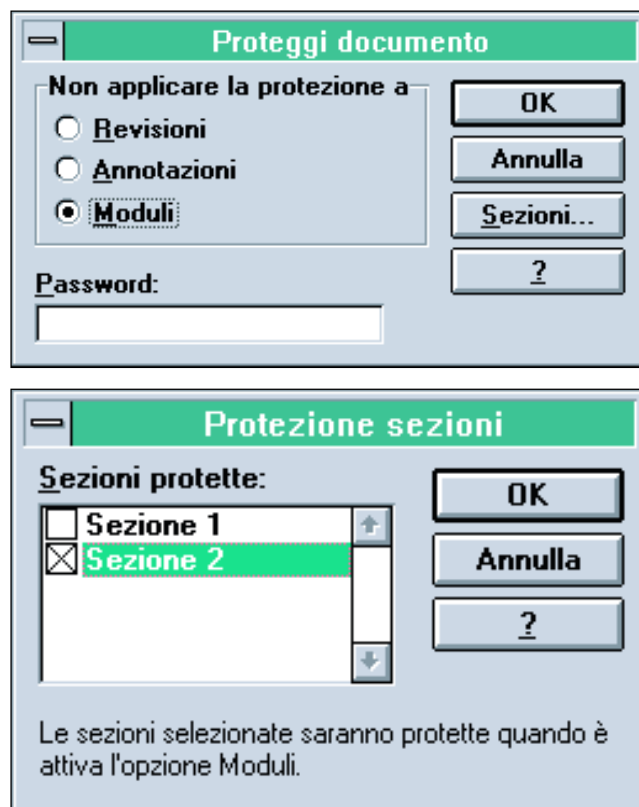 Proteggi documento
Non applicare la protezione a
Revisioni
Annotazioni
Moduli
OK
Annulla
Sezioni...
?
Password:
Protezione sezioni
Sezioni protette:
Sezione 1
Sezione 2
OK
Annulla
?
Le sezioni selezionate saranno protette quando è
attiva l'opzione Moduli.